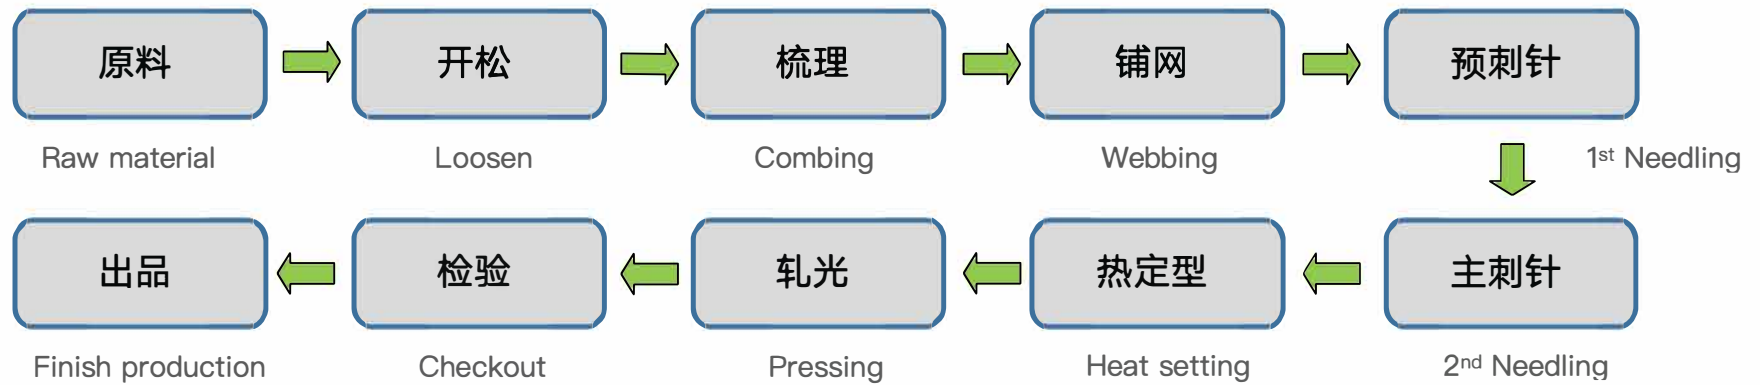 原料
开松
梳理
铺网
预刺针
Raw material
Loosen
Combing
Webbing
1st Needling
出品
检验
轧光
热定型
主刺针
Finish production
Checkout
Pressing
Heat setting
2nd Needling